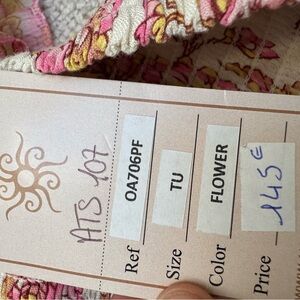 ATS 107
Ref OA706PF
Size TU
Color FLOWER
Price 145€